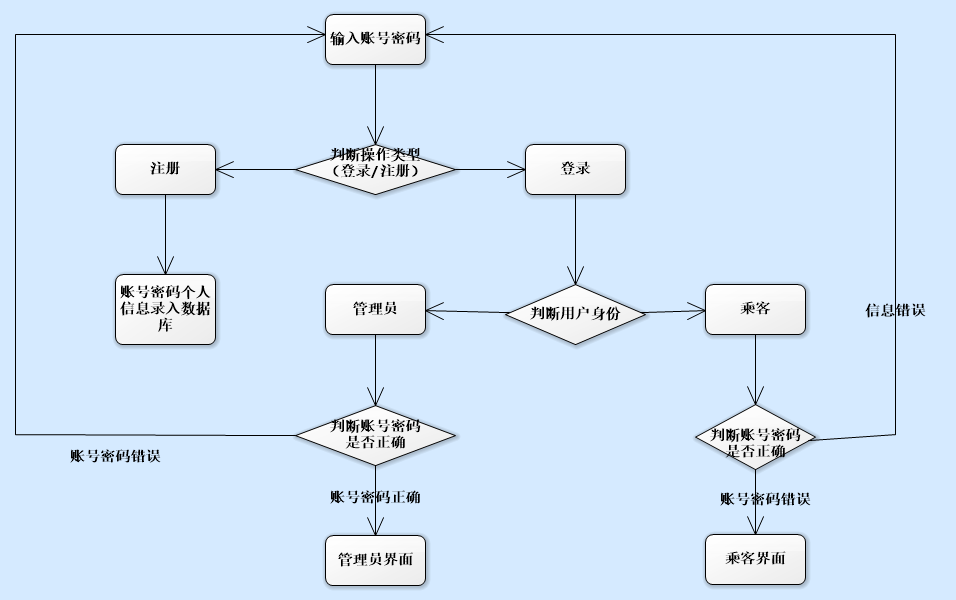 输入账号密码
判断操作类型
（登录/注册）
注册
登录
账号密码个人
信息录入数据
库
管理员
判断用户身份
乘客
信息错误
判断账号密码
是否正确
判断账号密码
是否正确
账号密码错误
账号密码正确
账号密码错误
管理员界面
乘客界面